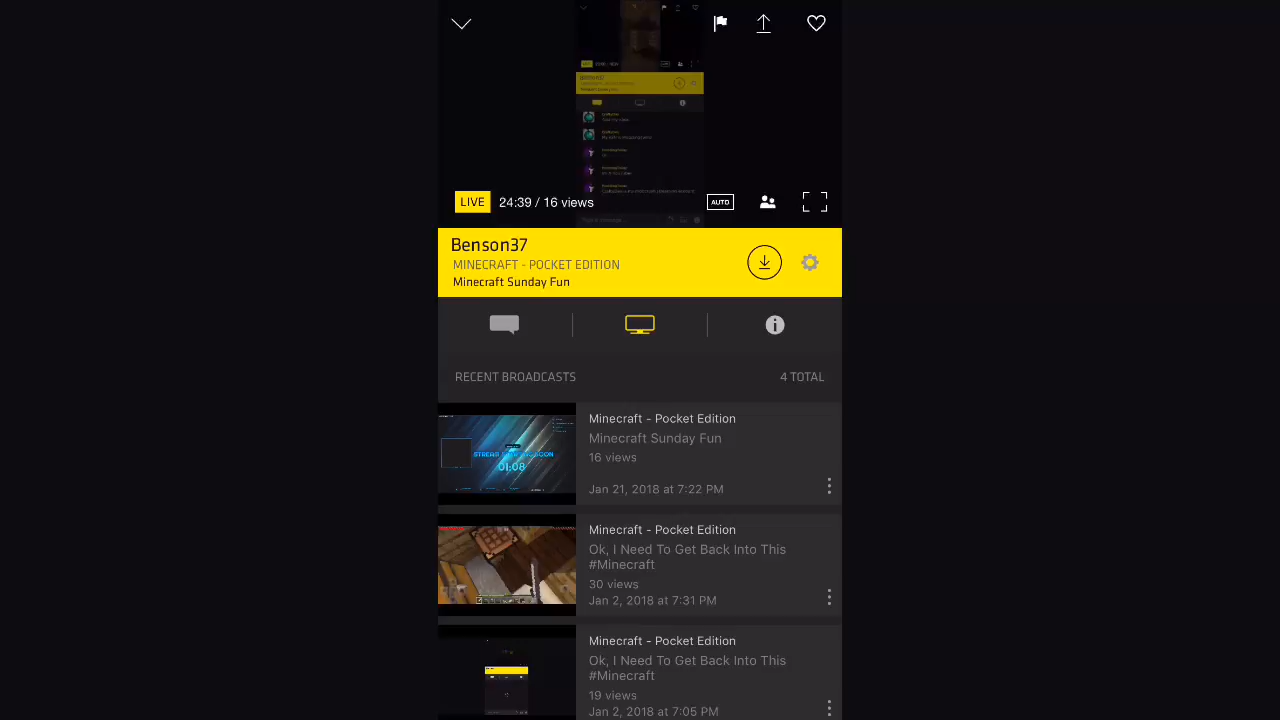 LIVE 24:39 / 16 views AUTO
Benson37
MINECRAFT - POCKET EDITION
Minecraft Sunday Fun
RECENT BROADCASTS 4 TOTAL
Minecraft - Pocket Edition
Minecraft Sunday Fun
16 views
Jan 21, 2018 at 7:22 PM
01:08
Minecraft - Pocket Edition
Ok, I Need To Get Back Into This
#Minecraft
30 views
Jan 2, 2018 at 7:31 PM
Minecraft - Pocket Edition
Ok, I Need To Get Back Into This
#Minecraft
19 views
Jan 2, 2018 at 7:05 PM